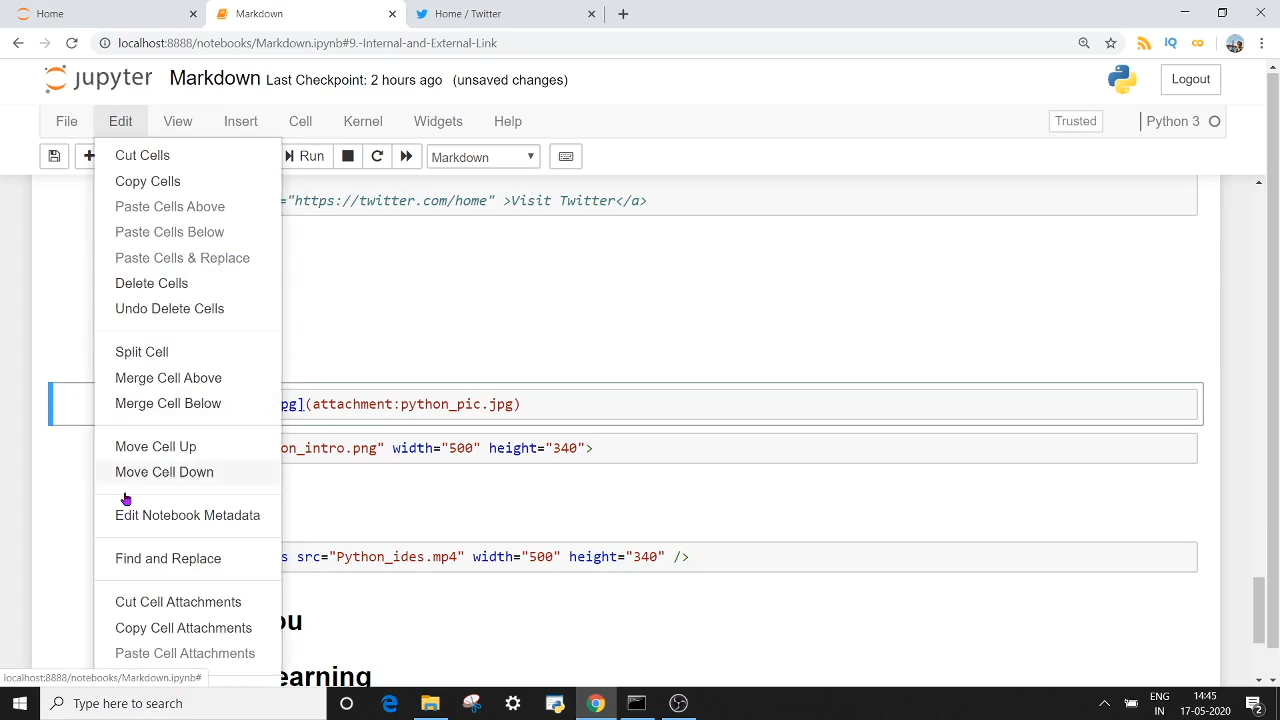 Home
Markdown
Home / Twitter
localhost:8888/notebooks/Markdown.ipynb#9.-Internal-and-External-Link
IQ
jupyter Markdown Last Checkpoint: 2 hours ago (unsaved changes)
Logout
File Edit View Insert Cell Kernel Widgets Help
Trusted
Python 3
Run
Markdown
Cut Cells
Copy Cells
Paste Cells Above
Paste Cells Below
Paste Cells & Replace
Delete Cells
Undo Delete Cells
Split Cell
Merge Cell Above
Merge Cell Below
Move Cell Up
Move Cell Down
Edit Notebook Metadata
Find and Replace
Cut Cell Attachments
Copy Cell Attachments
Paste Cell Attachments
="https://twitter.com/home" >Visit Twitter</a>
pg](attachment:python_pic.jpg)
on_intro.png" width="500" height="340">
s src="Python_ides.mp4" width="500" height="340" />
ou
earning
localhost:8888/notebooks/Markdown.ipynb#
Type here to search
ENG
IN
14:45
17-05-2020
2